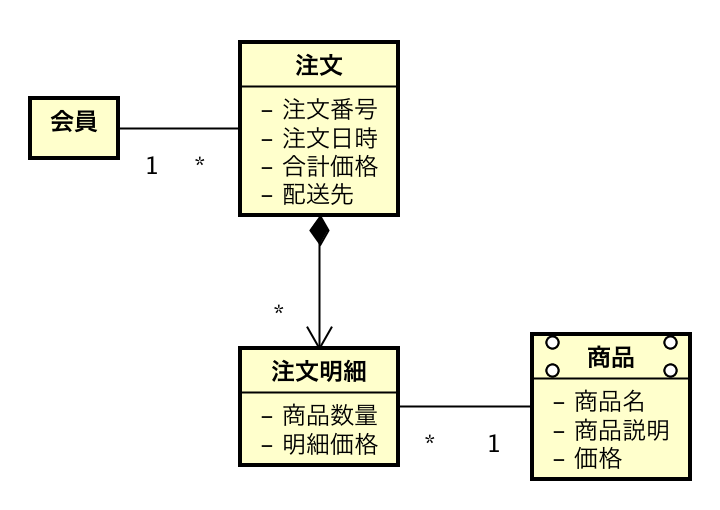 注文
– 注文番号
– 注文日時
– 合計価格
– 配送先
会員
1 *
*
注文明細
– 商品数量
– 明細価格
* 1
商品
– 商品名
– 商品説明
– 価格